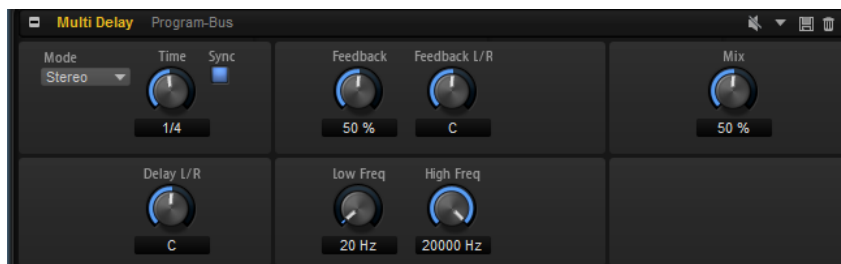 Multi Delay Program-Bus
Mode Time Sync Feedback Feedback L/R Mix
Stereo
1/4 50 % C 50 %
Delay L/R Low Freq High Freq
C 20 Hz 20000 Hz